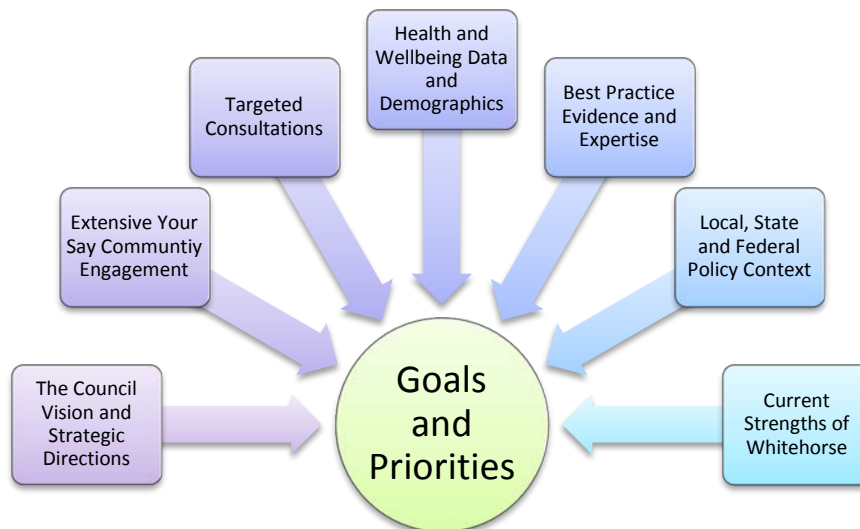 Health and
Wellbeing Data
and
Demographics
Targeted
Consultations
Best Practice
Evidence and
Expertise
Extensive Your
Say Communtiy
Engagement
Local, State
and Federal
Policy Context
The Council
Vision and
Strategic
Directions
Goals
and
Priorities
Current
Strengths of
Whitehorse